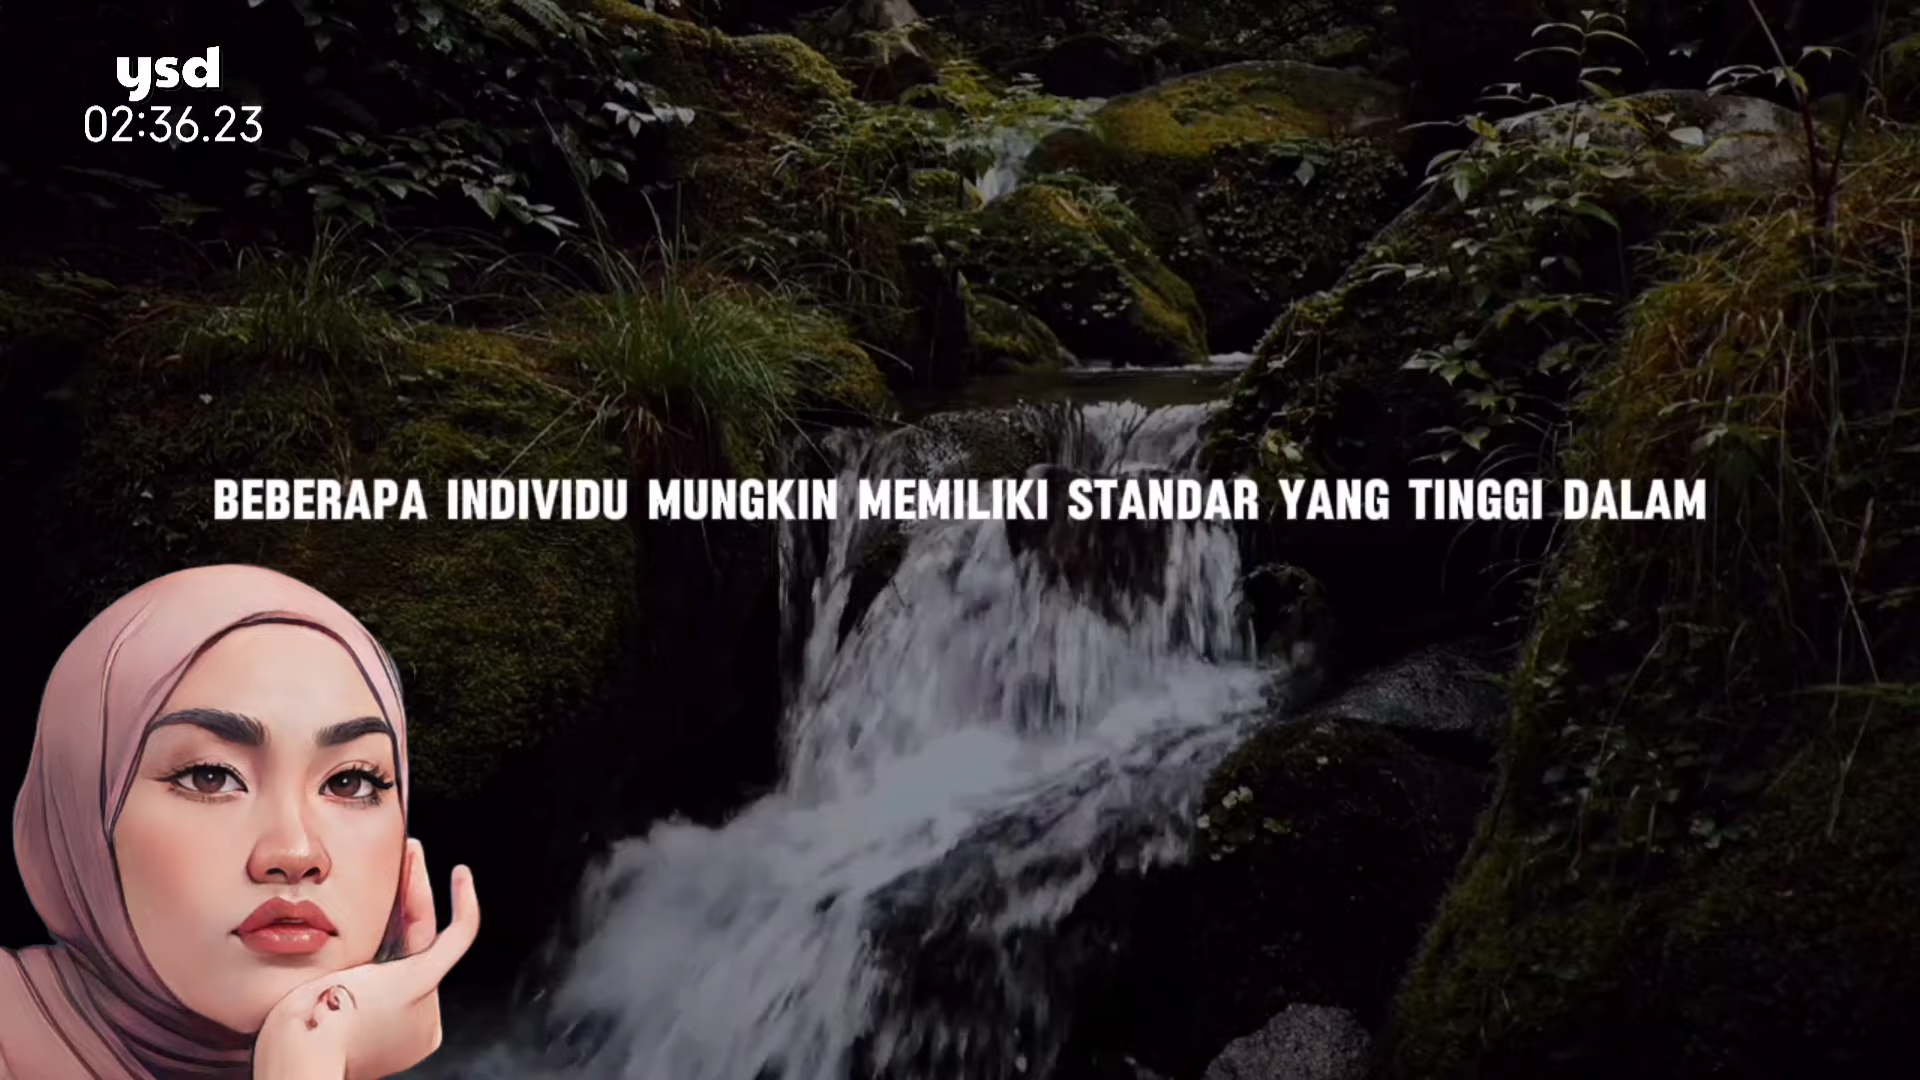 ysd
02:36.23
BEBERAPA INDIVIDU MUNGKIN MEMILIKI STANDAR YANG TINGGI DALAM